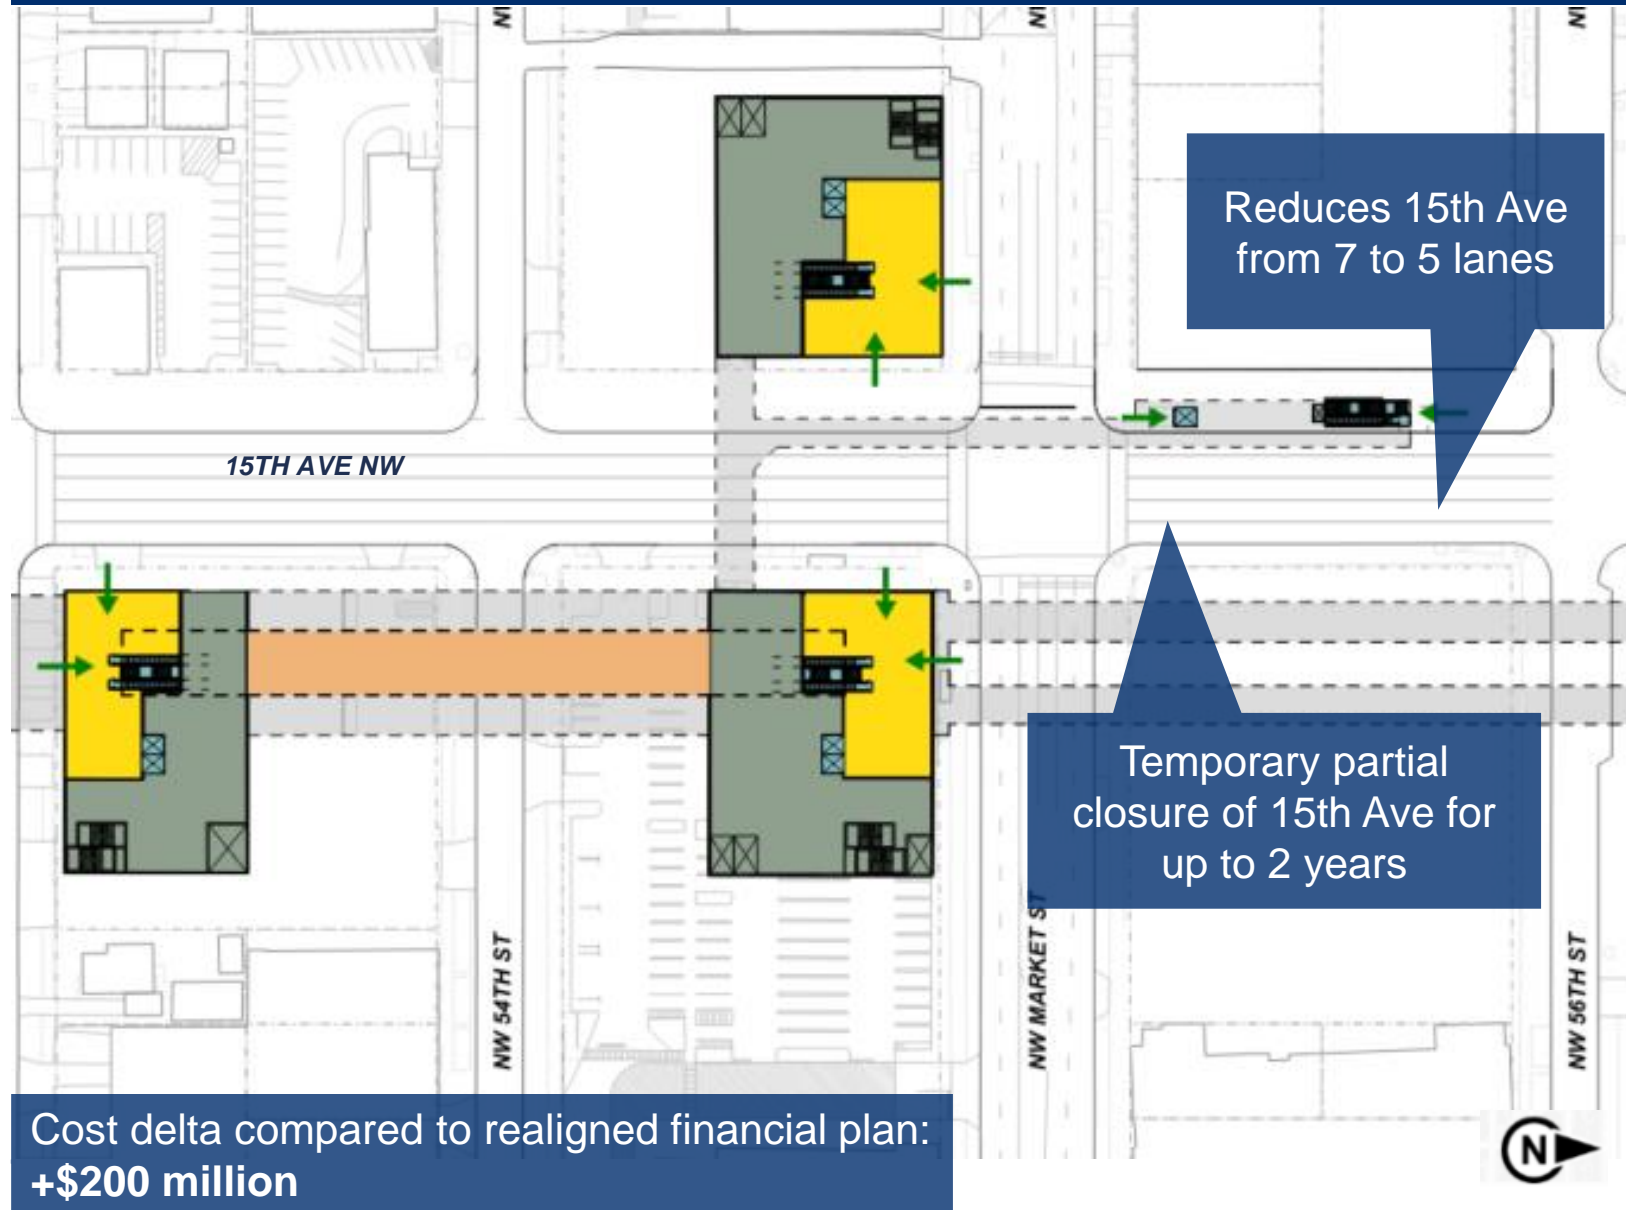 Reduces 15th Ave
from 7 to 5 lanes
15TH AVE NW
Temporary partial
closure of 15th Ave for
up to 2 years
NW 54TH ST
NW MARKET ST
NW 56TH ST
Cost delta compared to realigned financial plan:
+$200 million
N